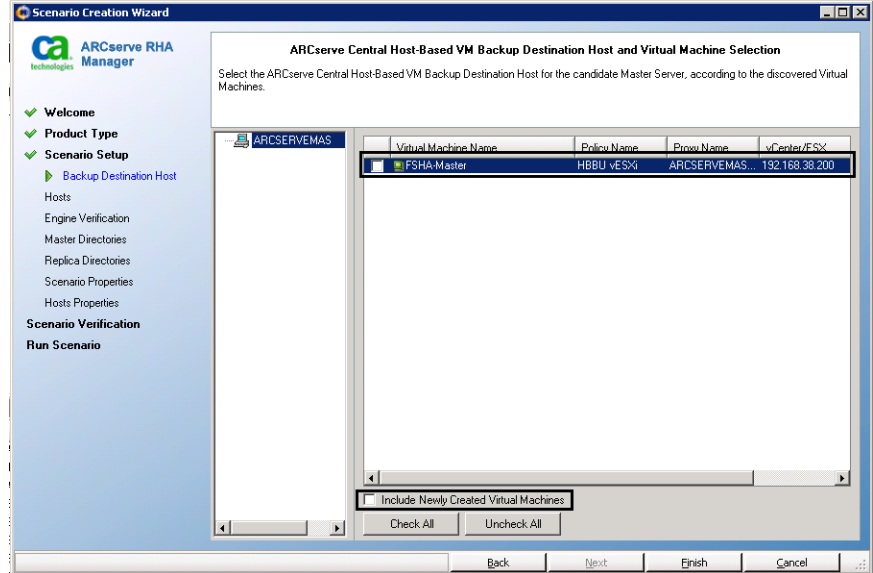 Scenario Creation Wizard
ca
technologies
ARCserve RHA
Manager
ARCserve Central Host-Based VM Backup Destination Host and Virtual Machine Selection
Select the ARCserve Central Host-Based VM Backup Destination Host for the candidate Master Server, according to the discovered Virtual
Machines.
Welcome
Product Type
Scenario Setup
Backup Destination Host
Hosts
Engine Verification
Master Directories
Replica Directories
Scenario Properties
Hosts Properties
Scenario Verification
Run Scenario
ARCSERVEMAS
Virtual Machine Name Policy Name Proxy Name vCenter/ESX
FSHA-Master HBBU vESXi ARCSERVEMAS... 192.168.38.200
Include Newly Created Virtual Machines
Check All Uncheck All
Back Next Finish Cancel